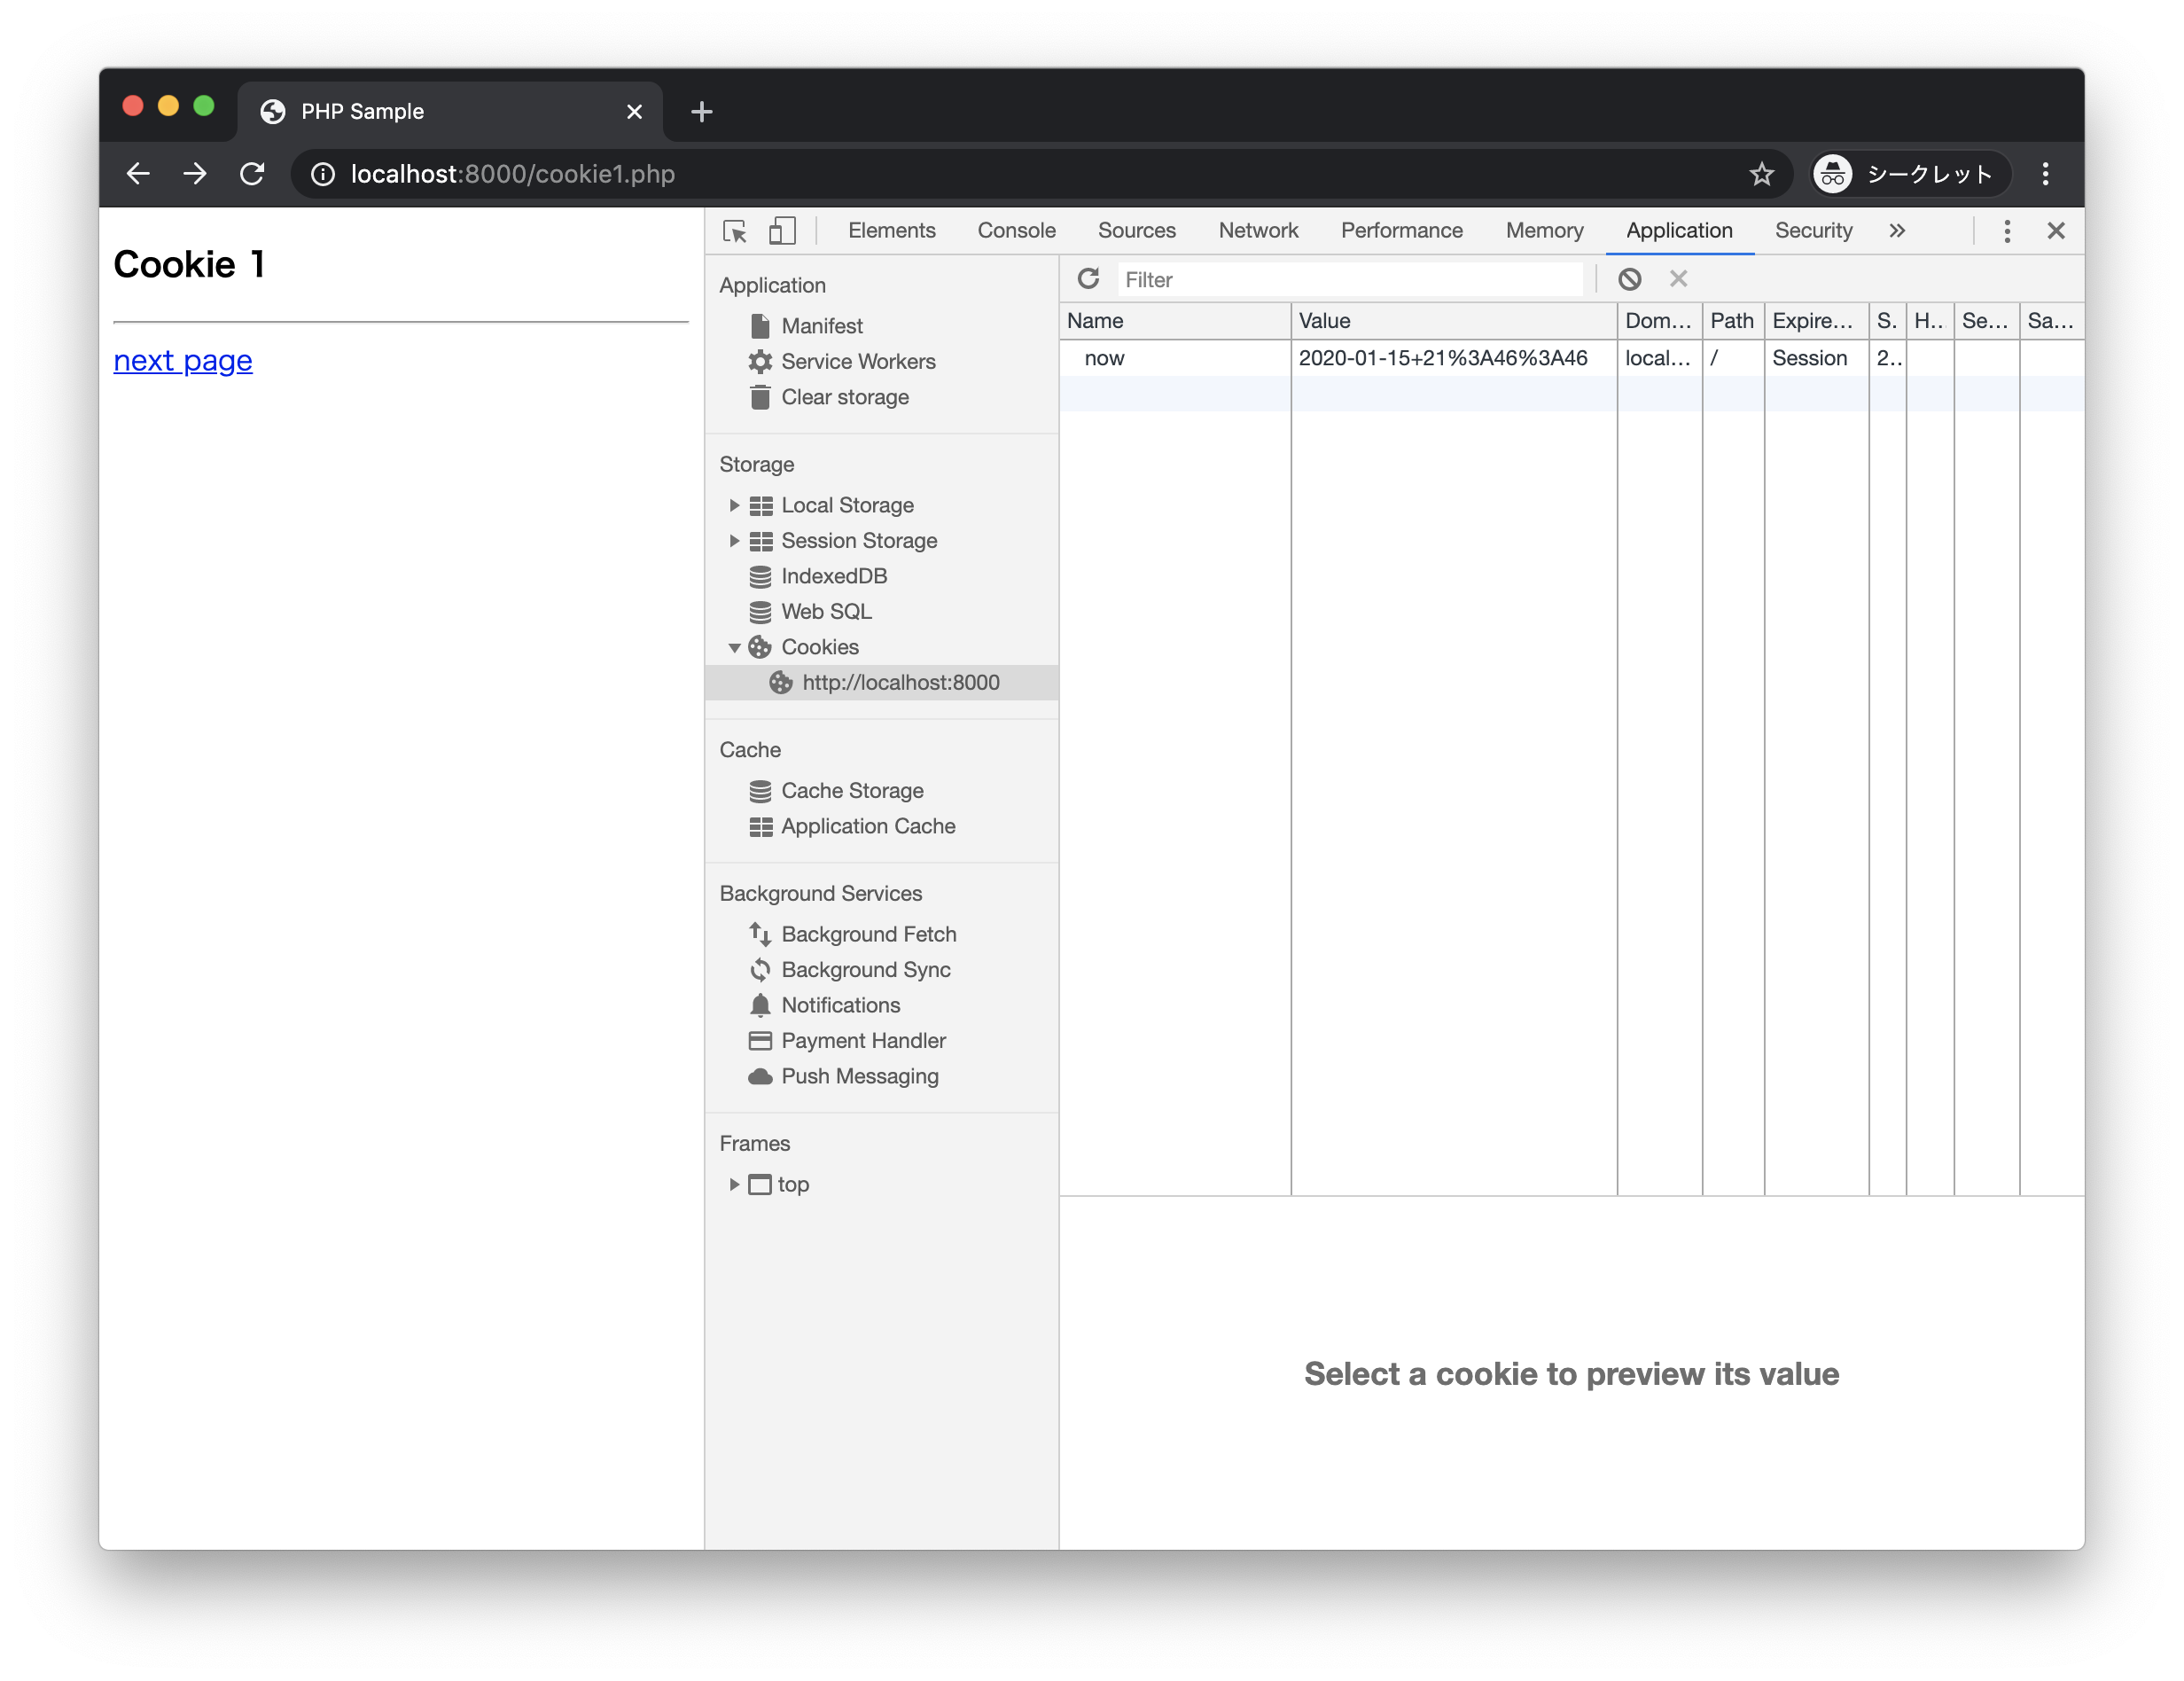 PHP Sample
localhost:8000/cookie1.php
シークレット
Cookie 1
next page
Elements Console Sources Network Performance Memory Application Security
Application
Manifest
Service Workers
Clear storage
Storage
Local Storage
Session Storage
IndexedDB
Web SQL
Cookies
http://localhost:8000
Cache
Cache Storage
Application Cache
Background Services
Background Fetch
Background Sync
Notifications
Payment Handler
Push Messaging
Frames
top
Filter
Name Value Dom... Path Expire... S. H.. Se... Sa...
now 2020-01-15+21%3A46%3A46 local... / Session 2..
Select a cookie to preview its value